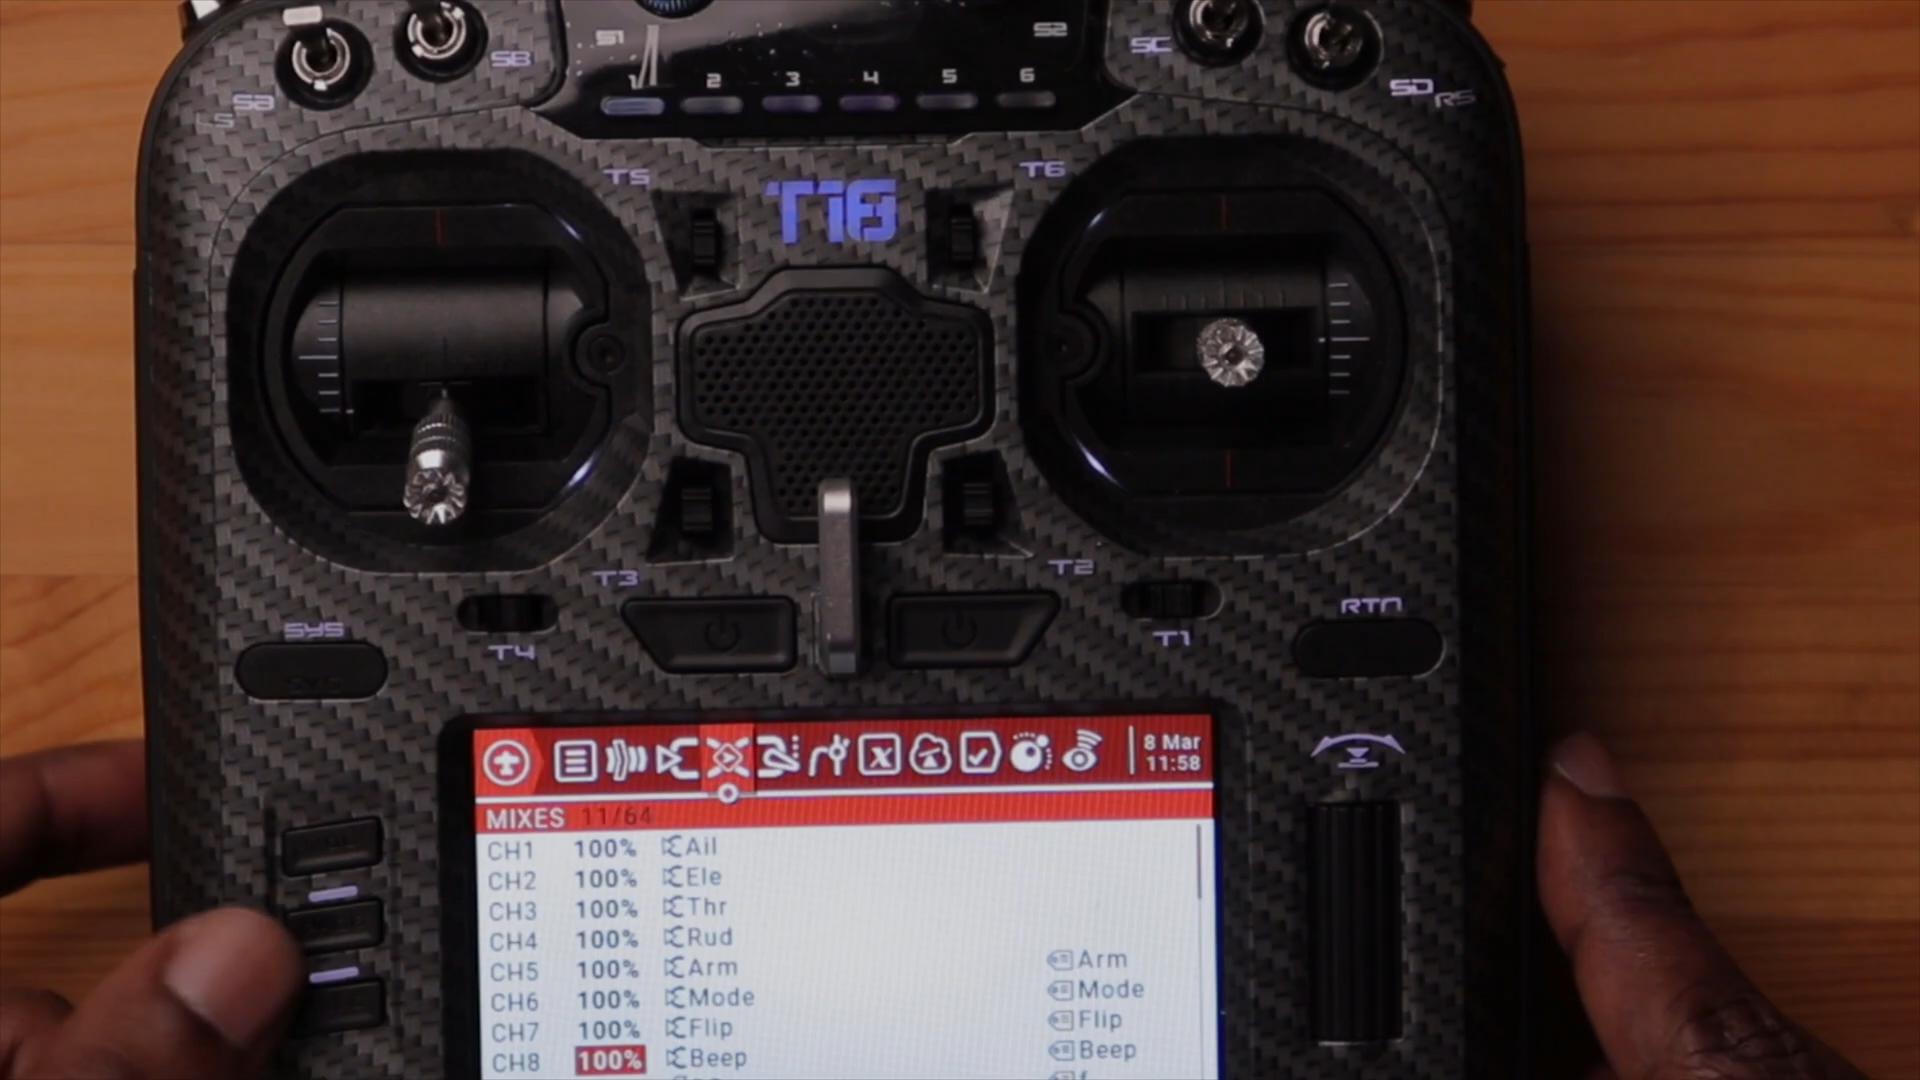 S1
S2
SB
SC
SA
LS
SD
RS
1 2 3 4 5 6
T5
T6
T16
T3
T2
SYS
T4
T1
RTN
8 Mar
11:58
MIXES 11/64
CH1 100% Ail
CH2 100% Ele
CH3 100% Thr
CH4 100% Rud
CH5 100% Arm Arm
CH6 100% Mode Mode
CH7 100% Flip Flip
CH8 100% Beep Beep